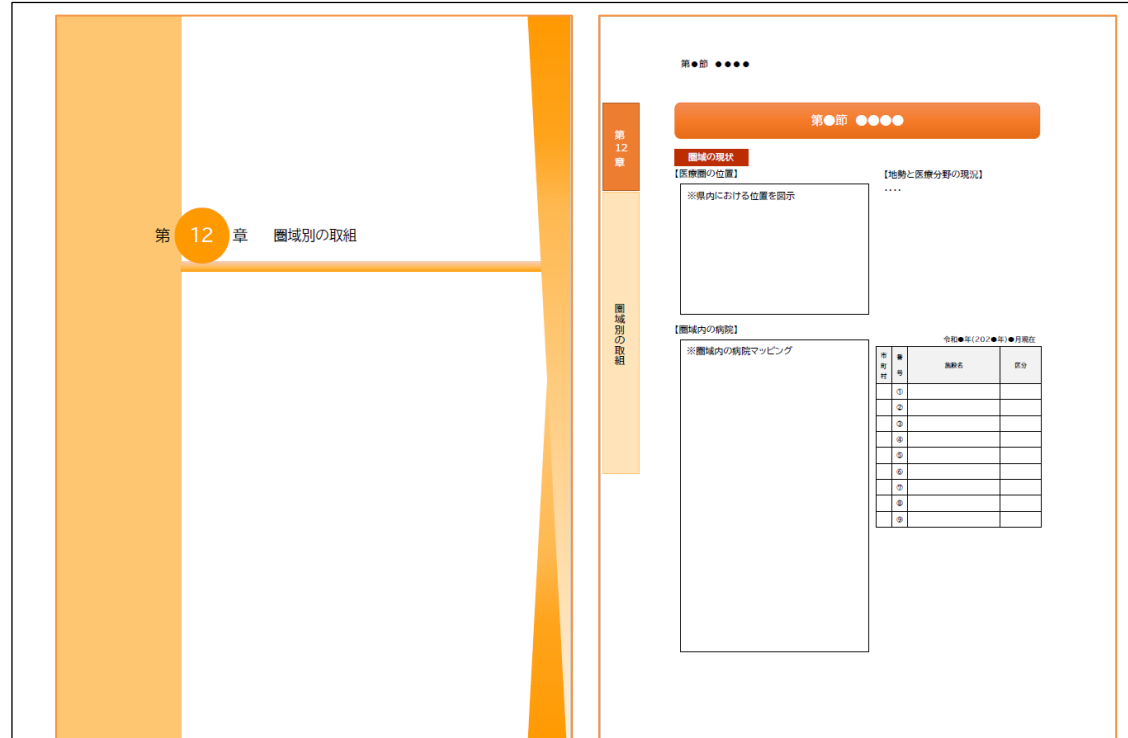 第 12 章 圏域別の取組
第●節 ●●●●
第12章
圏域別の取組
第●節 ●●●●
圏域の現状
【医療圏の位置】
※県内における位置を図示
【地勢と医療分野の現況】
････
【圏域内の病院】
※圏域内の病院マッピング
令和●年(202●年)●月現在
市町村 番号 施設名 区分
①
②
③
④
⑤
⑥
⑦
⑧
⑨